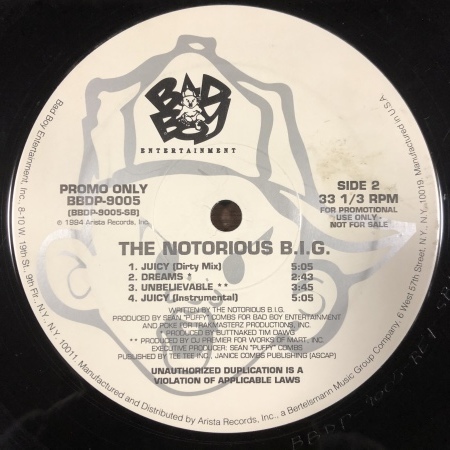 BAD
BOY
ENTERTAINMENT
PROMO ONLY
BBDP-9005
(BBDP-9005-SB)
℗ 1994 Arista Records, Inc.
SIDE 2
33 1/3 RPM
FOR PROMOTIONAL
USE ONLY -
NOT FOR SALE
THE NOTORIOUS B.I.G.
1. JUICY (Dirty Mix) 5:05
2. DREAMS * 2:43
3. UNBELIEVABLE ** 3:45
4. JUICY (Instrumental) 5:05
WRITTEN BY THE NOTORIOUS B.I.G.
PRODUCED BY SEAN "PUFFY" COMBS FOR BAD BOY ENTERTAINMENT
AND POKE FOR TRAKMASTERZ PRODUCTIONS, INC.
* PRODUCED BY BUTTNAKED TIM DAWG
** PRODUCED BY DJ PREMIER FOR WORKS OF MART, INC.
EXECUTIVE PRODUCER: SEAN "PUFFY" COMBS
PUBLISHED BY TEE TEE INT., JANICE COMBS PUBLISHING (ASCAP)
UNAUTHORIZED DUPLICATION IS A
VIOLATION OF APPLICABLE LAWS
Bad Boy Entertainment, Inc., 8-10 W. 19th St., 9th Flr., N.Y., N.Y. 10011, Manufactured and Distributed by Arista Records, Inc., a Bertelsmann Music Group Company, 6 West 57th Street, N.Y., N.Y. 10019, Manufactured in U.S.A